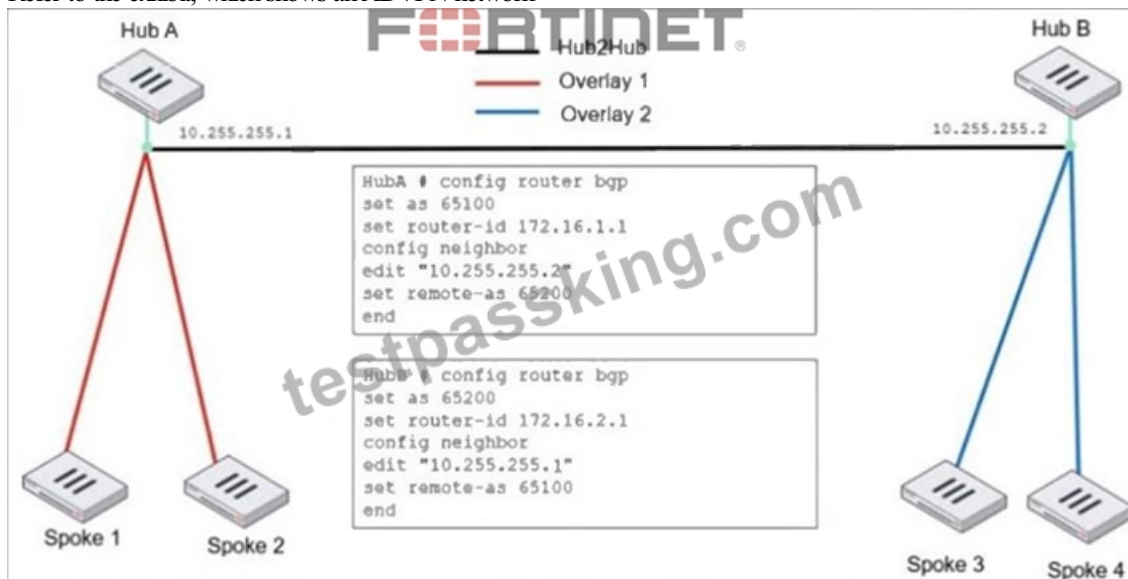 FORTINET®
Hub A
Hub B
Hub2Hub
Overlay 1
Overlay 2
10.255.255.1
10.255.255.2
HubA # config router bgp
set as 65100
set router-id 172.16.1.1
config neighbor
edit "10.255.255.2"
set remote-as 65200
end
testpassking.com
HubB # config router bgp
set as 65200
set router-id 172.16.2.1
config neighbor
edit "10.255.255.1"
set remote-as 65100
end
Spoke 1
Spoke 2
Spoke 3
Spoke 4